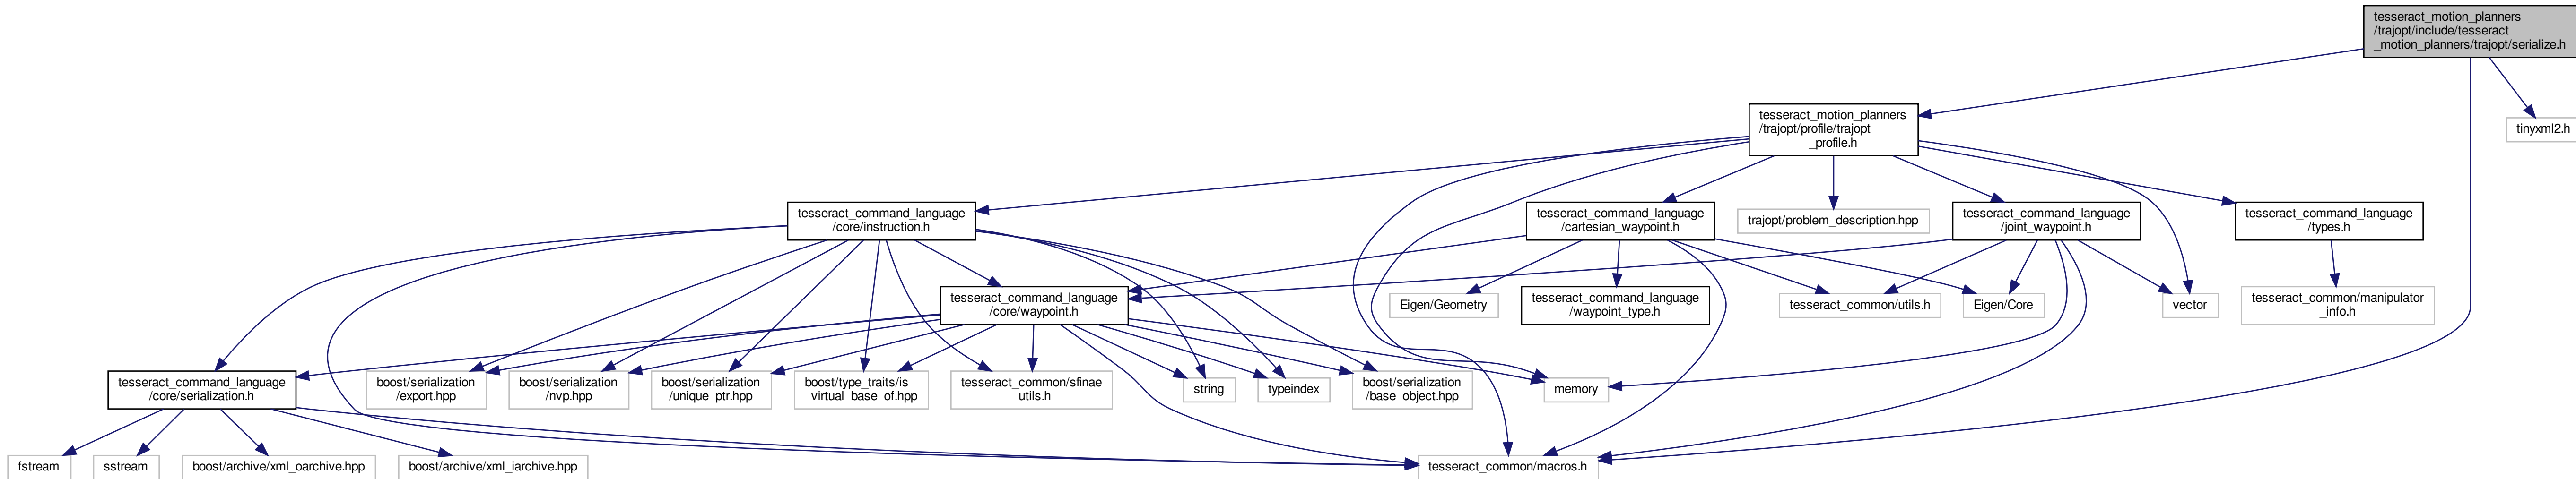 tesseract_motion_planners
/trajopt/include/tesseract
_motion_planners/trajopt/serialize.h
tesseract_motion_planners
/trajopt/profile/trajopt
_profile.h
tinyxml2.h
tesseract_command_language
/core/instruction.h
tesseract_command_language
/cartesian_waypoint.h
trajopt/problem_description.hpp
tesseract_command_language
/joint_waypoint.h
tesseract_command_language
/types.h
tesseract_command_language
/core/waypoint.h
Eigen/Geometry
tesseract_command_language
/waypoint_type.h
tesseract_common/utils.h
Eigen/Core
vector
tesseract_common/manipulator
_info.h
tesseract_command_language
/core/serialization.h
boost/serialization
/export.hpp
boost/serialization
/nvp.hpp
boost/serialization
/unique_ptr.hpp
boost/type_traits/is
_virtual_base_of.hpp
tesseract_common/sfinae
_utils.h
string
typeindex
boost/serialization
/base_object.hpp
memory
fstream
sstream
boost/archive/xml_oarchive.hpp
boost/archive/xml_iarchive.hpp
tesseract_common/macros.h